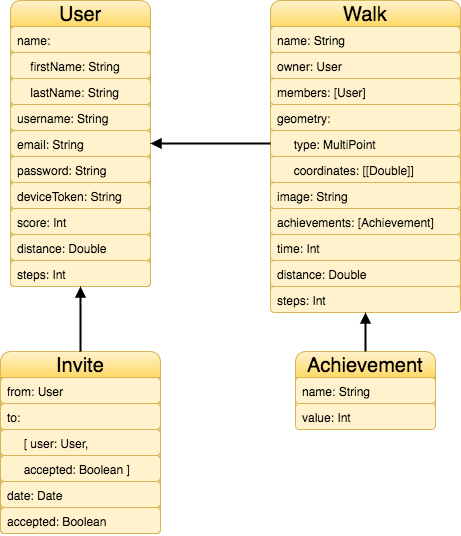 User
name:
firstName: String
lastName: String
username: String
email: String
password: String
deviceToken: String
score: Int
distance: Double
steps: Int
Walk
name: String
owner: User
members: [User]
geometry:
type: MultiPoint
coordinates: [[Double]]
image: String
achievements: [Achievement]
time: Int
distance: Double
steps: Int
Invite
from: User
to:
[ user: User,
accepted: Boolean ]
date: Date
accepted: Boolean
Achievement
name: String
value: Int